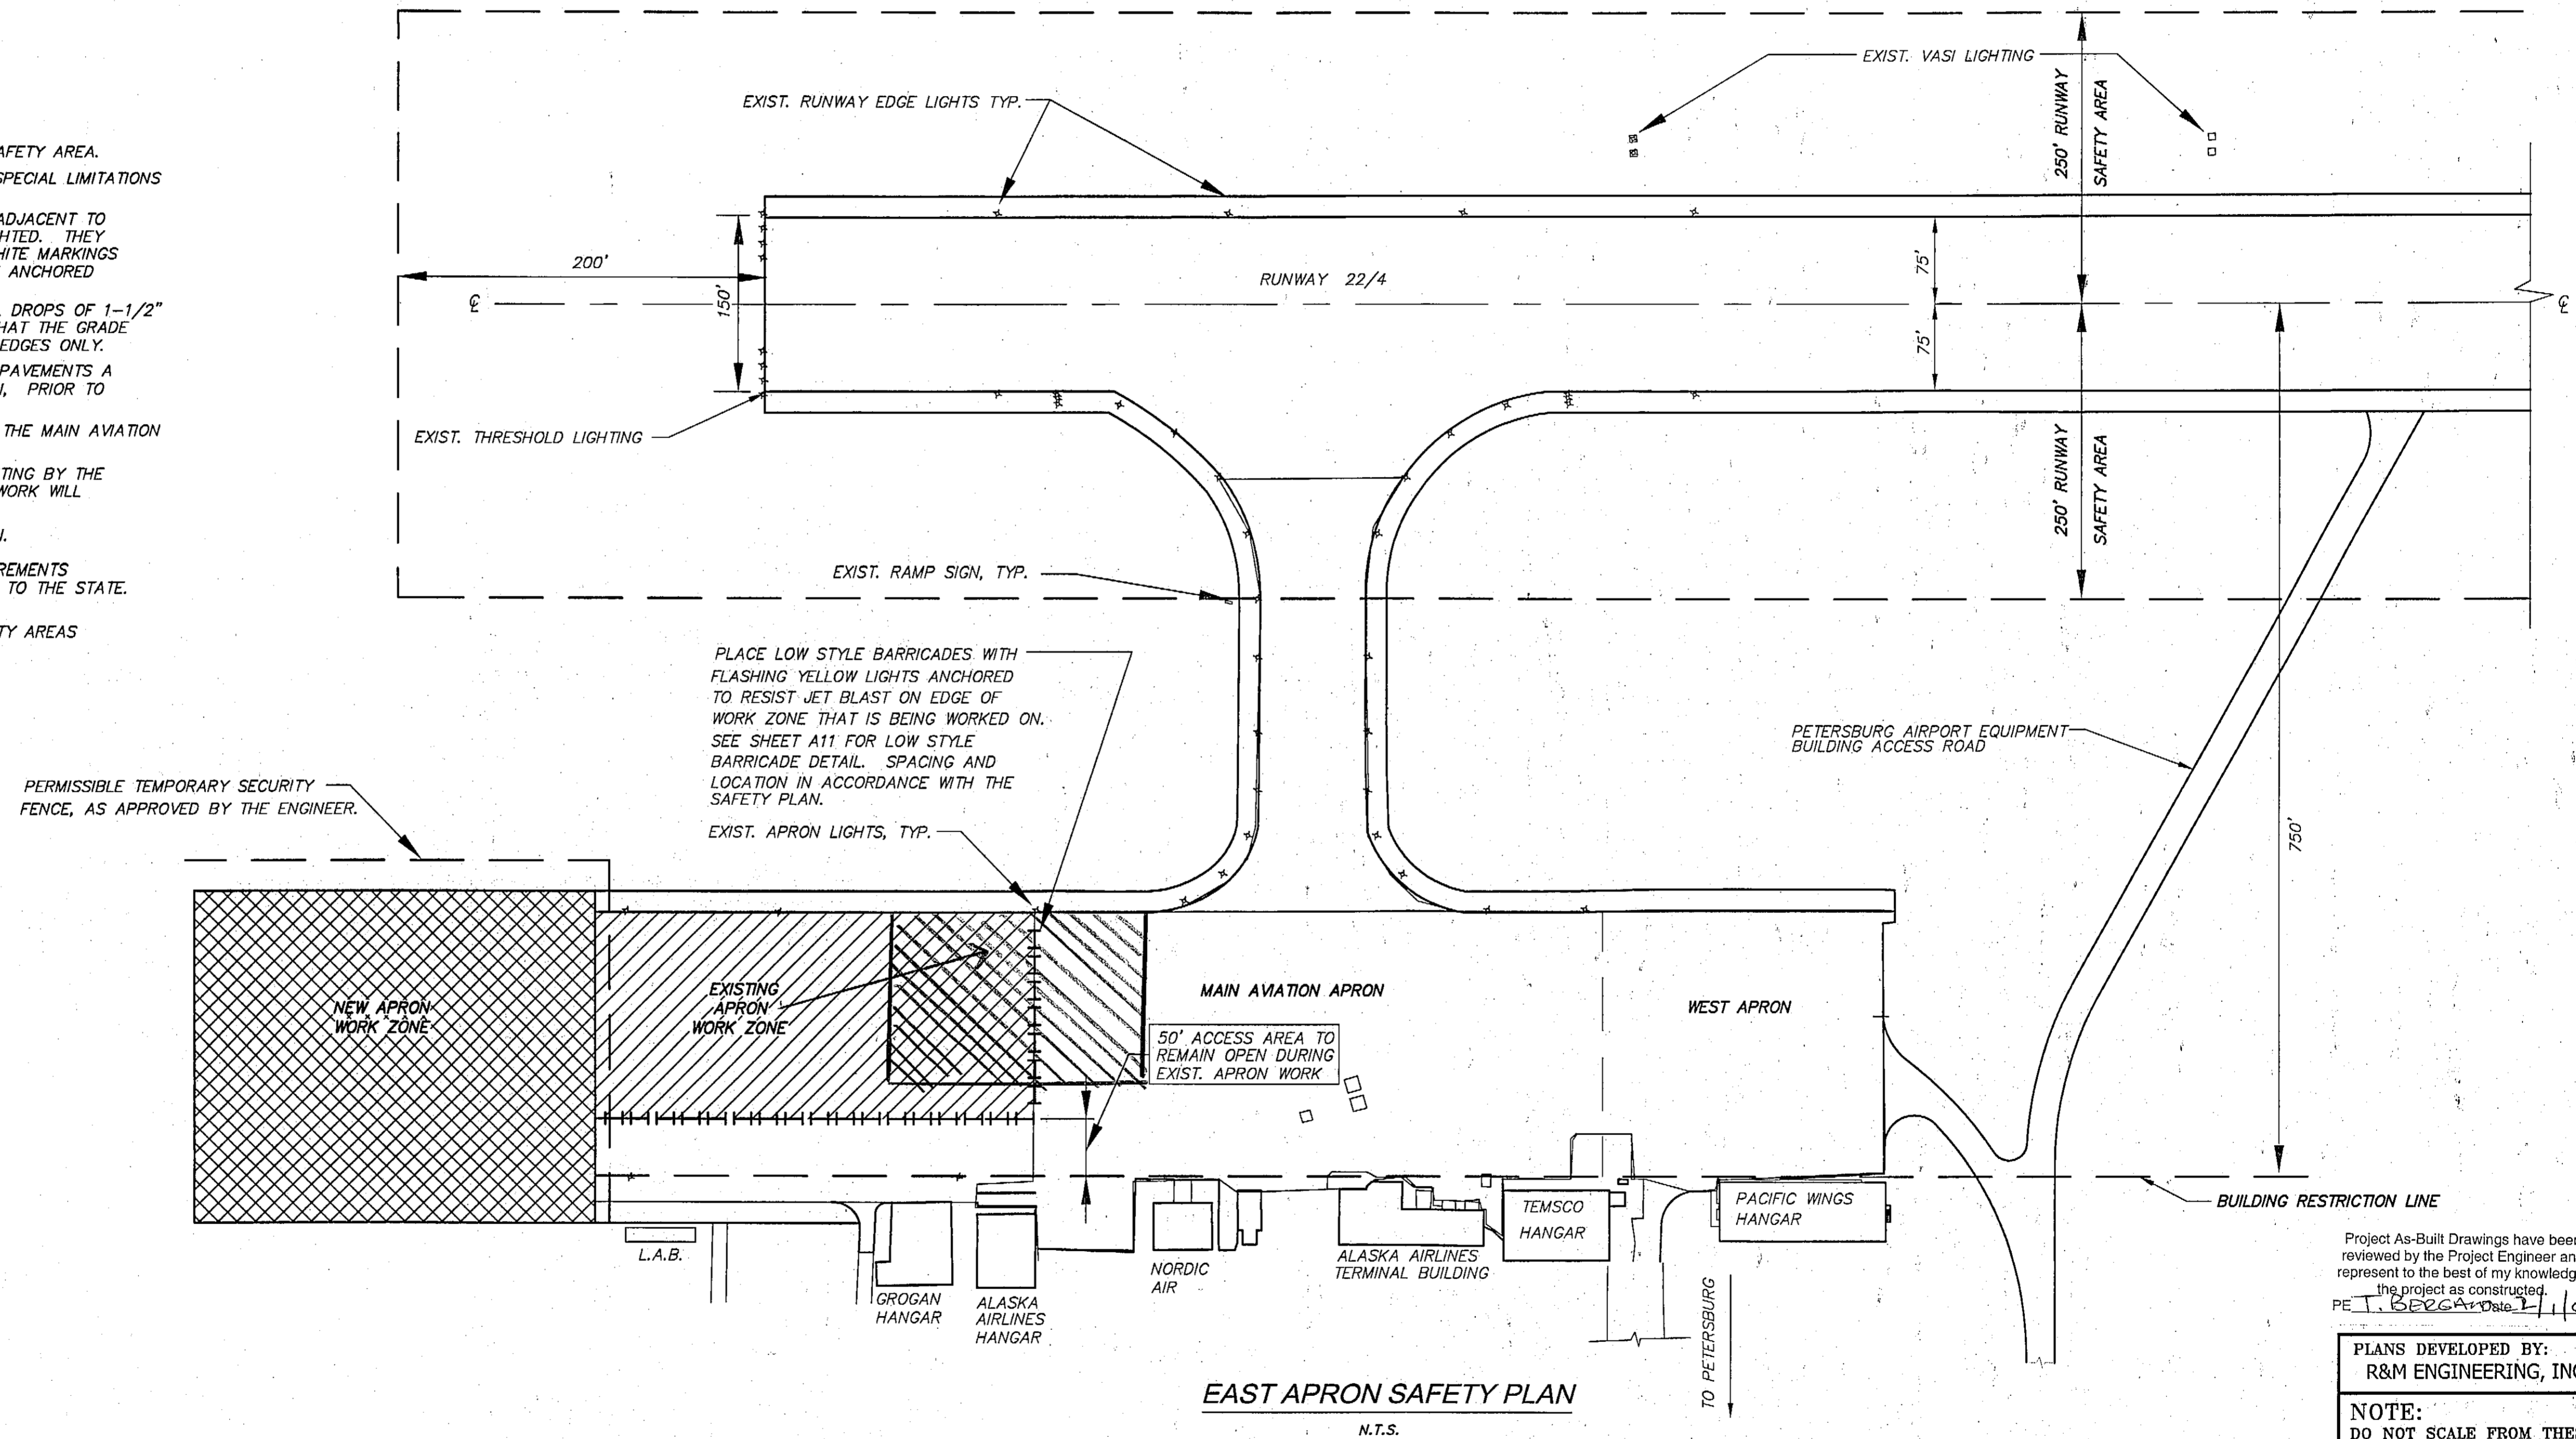 AFETY AREA.
SPECIAL LIMITATIONS
ADJACENT TO
HTED. THEY
HITE MARKINGS
ANCHORED
DROPS OF 1-1/2"
HAT THE GRADE
EDGES ONLY.
PAVEMENTS A
PRIOR TO
THE MAIN AVIATION
TING BY THE
WORK WILL
REMENTS
TO THE STATE.
TY AREAS
EXIST. VASI LIGHTING
EXIST. RUNWAY EDGE LIGHTS TYP.
250' RUNWAY
SAFETY AREA
200'
150'
RUNWAY 22/4
75'
75'
EXIST. THRESHOLD LIGHTING
250' RUNWAY
SAFETY AREA
EXIST. RAMP SIGN, TYP.
PLACE LOW STYLE BARRICADES WITH
FLASHING YELLOW LIGHTS ANCHORED
TO RESIST JET BLAST ON EDGE OF
WORK ZONE THAT IS BEING WORKED ON.
SEE SHEET A11 FOR LOW STYLE
BARRICADE DETAIL. SPACING AND
LOCATION IN ACCORDANCE WITH THE
SAFETY PLAN.
PETERSBURG AIRPORT EQUIPMENT
BUILDING ACCESS ROAD
PERMISSIBLE TEMPORARY SECURITY
FENCE, AS APPROVED BY THE ENGINEER.
EXIST. APRON LIGHTS, TYP.
750'
NEW APRON
WORK ZONE
EXISTING
APRON
WORK ZONE
MAIN AVIATION APRON
WEST APRON
50' ACCESS AREA TO
REMAIN OPEN DURING
EXIST. APRON WORK
BUILDING RESTRICTION LINE
L.A.B.
GROGAN
HANGAR
ALASKA
AIRLINES
HANGAR
NORDIC
AIR
ALASKA AIRLINES
TERMINAL BUILDING
TEMSCO
HANGAR
PACIFIC WINGS
HANGAR
TO PETERSBURG
Project As-Built Drawings have been
reviewed by the Project Engineer an
represent to the best of my knowledg
the project as constructed.
PE T. BERGA Date 2/1/
PLANS DEVELOPED BY:
R&M ENGINEERING, IN
EAST APRON SAFETY PLAN
N.T.S.
NOTE:
DO NOT SCALE FROM THE